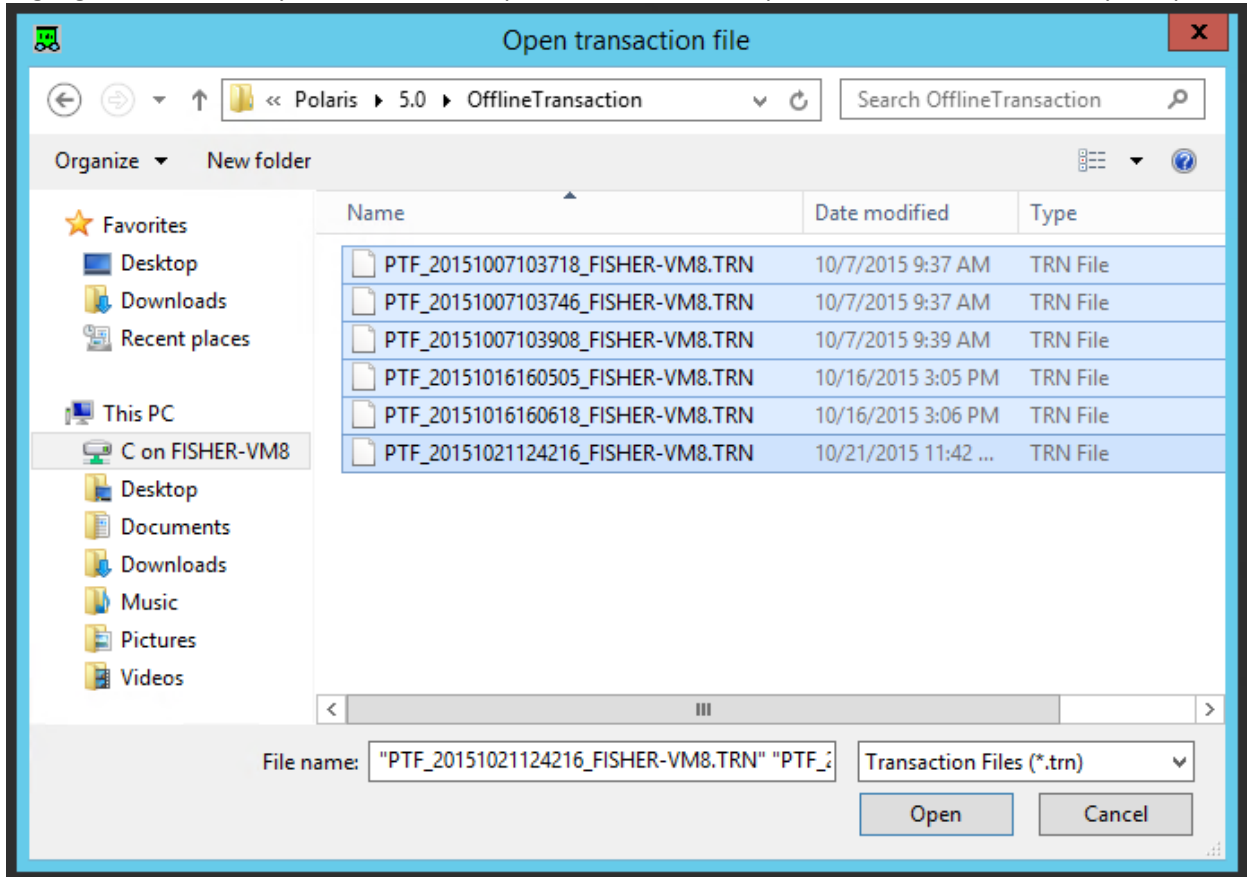 Open transaction file
x
« Polaris ▸ 5.0 ▸ OfflineTransaction
Search OfflineTransaction
Organize New folder
Name Date modified Type
Favorites
Desktop
Downloads
Recent places
This PC
C on FISHER-VM8
Desktop
Documents
Downloads
Music
Pictures
Videos
PTF_20151007103718_FISHER-VM8.TRN 10/7/2015 9:37 AM TRN File
PTF_20151007103746_FISHER-VM8.TRN 10/7/2015 9:37 AM TRN File
PTF_20151007103908_FISHER-VM8.TRN 10/7/2015 9:39 AM TRN File
PTF_20151016160505_FISHER-VM8.TRN 10/16/2015 3:05 PM TRN File
PTF_20151016160618_FISHER-VM8.TRN 10/16/2015 3:06 PM TRN File
PTF_20151021124216_FISHER-VM8.TRN 10/21/2015 11:42 ... TRN File
File name: "PTF_20151021124216_FISHER-VM8.TRN" "PTF_ Transaction Files (*.trn)
Open Cancel